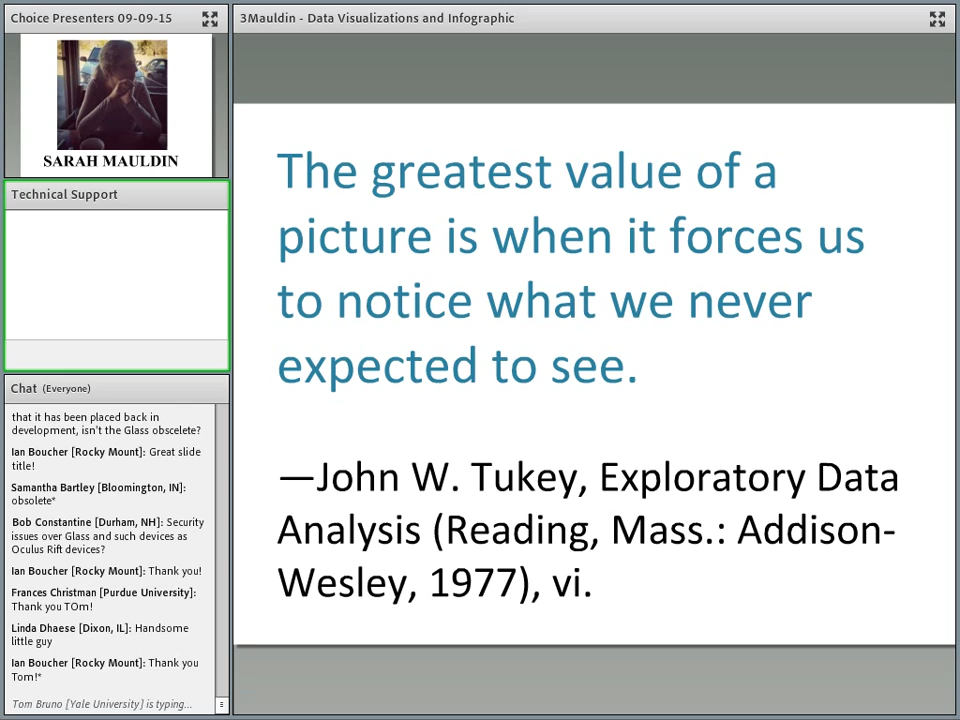 Choice Presenters 09-09-15
SARAH MAULDIN
Technical Support
Chat (Everyone)
that it has been placed back in
development, isn't the Glass obscelete?
Ian Boucher [Rocky Mount]: Great slide
title!
Samantha Bartley [Bloomington, IN]:
obsolete*
Bob Constantine [Durham, NH]: Security
issues over Glass and such devices as
Oculus Rift devices?
Ian Boucher [Rocky Mount]: Thank you!
Frances Christman [Purdue University]:
Thank you TOm!
Linda Dhaese [Dixon, IL]: Handsome
little guy
Ian Boucher [Rocky Mount]: Thank you
Tom!*
Tom Bruno [Yale University] is typing...
3Mauldin - Data Visualizations and Infographic
The greatest value of a
picture is when it forces us
to notice what we never
expected to see.
—John W. Tukey, Exploratory Data
Analysis (Reading, Mass.: Addison-
Wesley, 1977), vi.